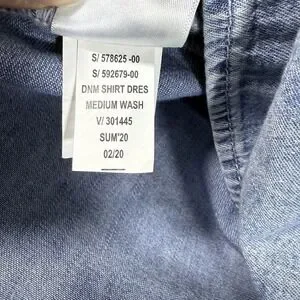 S/ 578625 -00
S/ 592679-00
DNM SHIRT DRES
MEDIUM WASH
V/ 301445
SUM'20
02/20